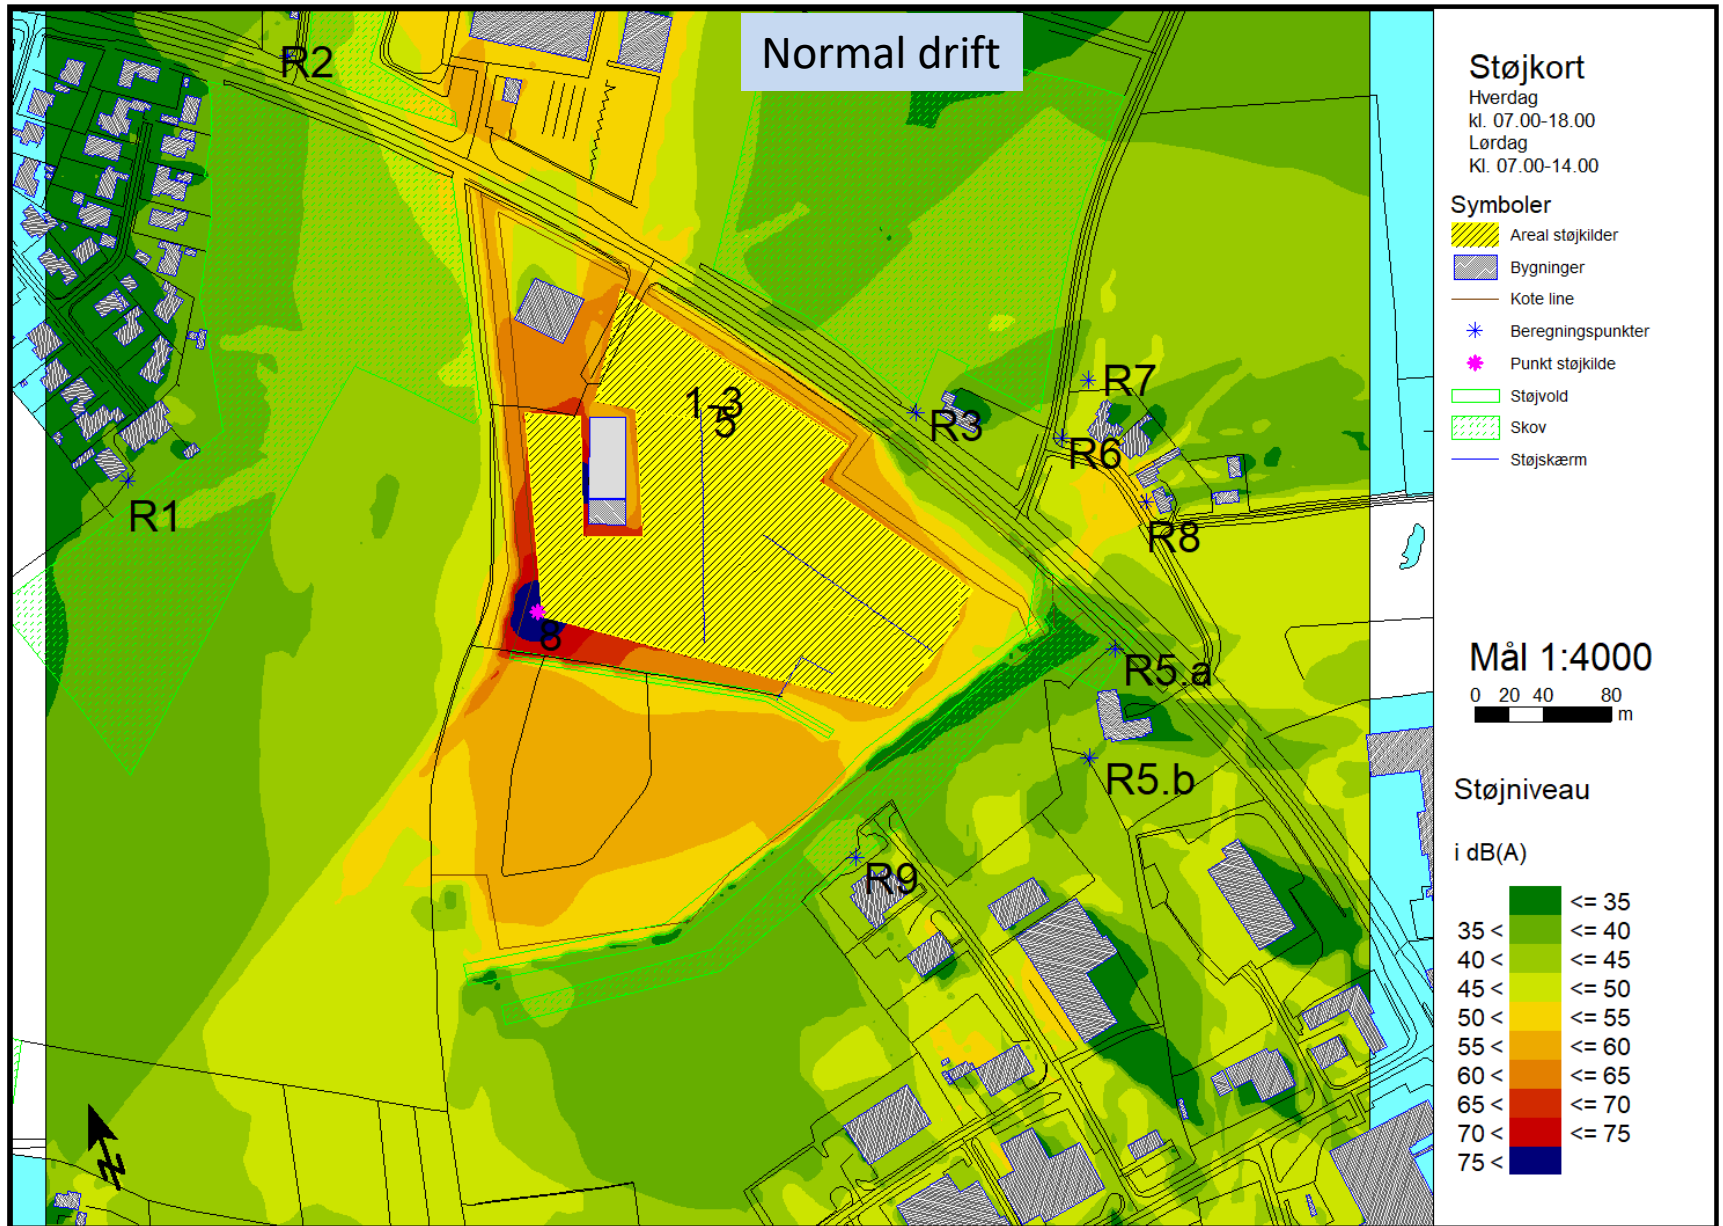 Normal drift
R2
1-3
5
R7
R3
R6
R1
R8
8
R5.a
R5.b
R9
N
Støjkort
Hverdag
kl. 07.00-18.00
Lørdag
Kl. 07.00-14.00
Symboler
Areal støjkilder
Bygninger
Kote line
Beregningspunkter
Punkt støjkilde
Støjvold
Skov
Støjskærm
Mål 1:4000
0 20 40 80
m
Støjniveau
i dB(A)
<= 35
35 < <= 40
40 < <= 45
45 < <= 50
50 < <= 55
55 < <= 60
60 < <= 65
65 < <= 70
70 < <= 75
75 <